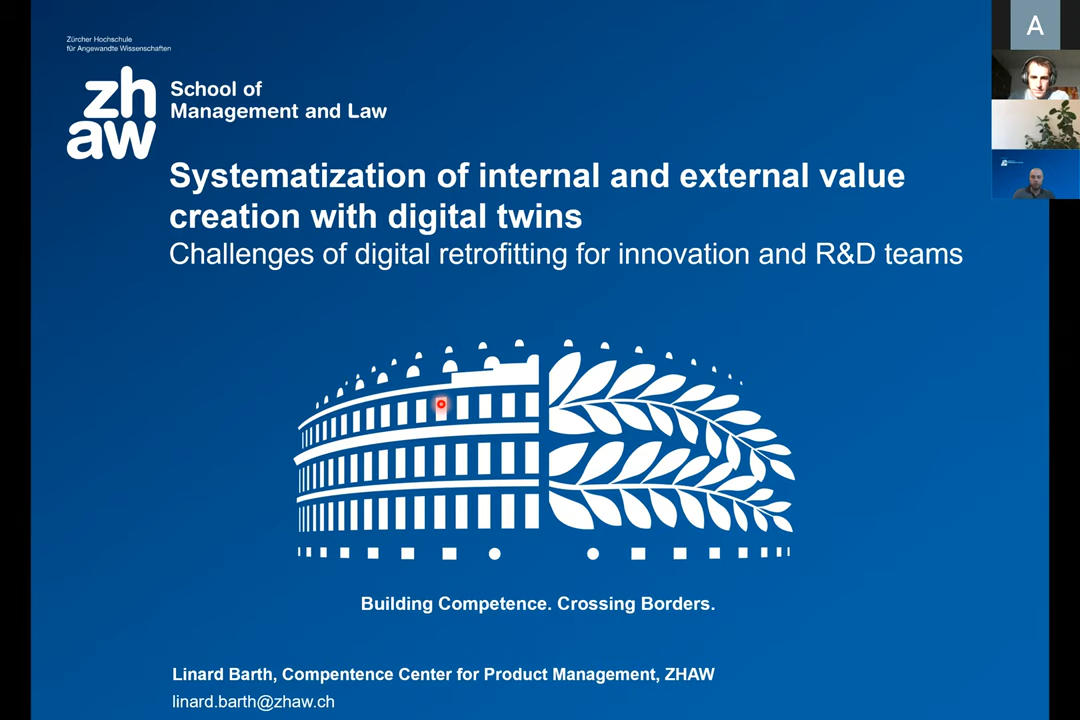 Zürcher Hochschule
für Angewandte Wissenschaften
zh
aw
School of
Management and Law
Systematization of internal and external value
creation with digital twins
Challenges of digital retrofitting for innovation and R&D teams
Building Competence. Crossing Borders.
Linard Barth, Compentence Center for Product Management, ZHAW
linard.barth@zhaw.ch
A